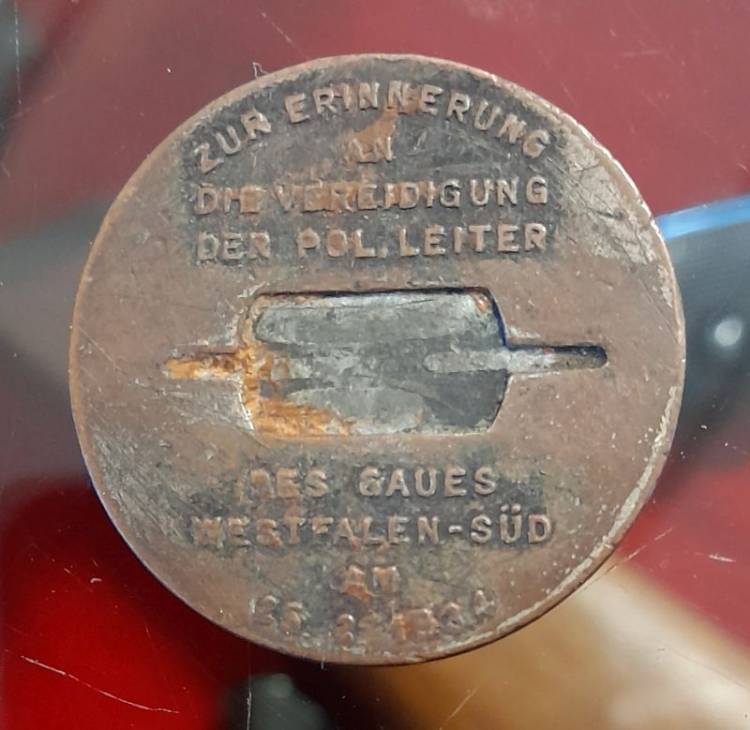 ZUR ERINNERUNG
AN
DIE VEREIDIGUNG
DER POL. LEITER
DES GAUES
WESTFALEN-SÜD
AM